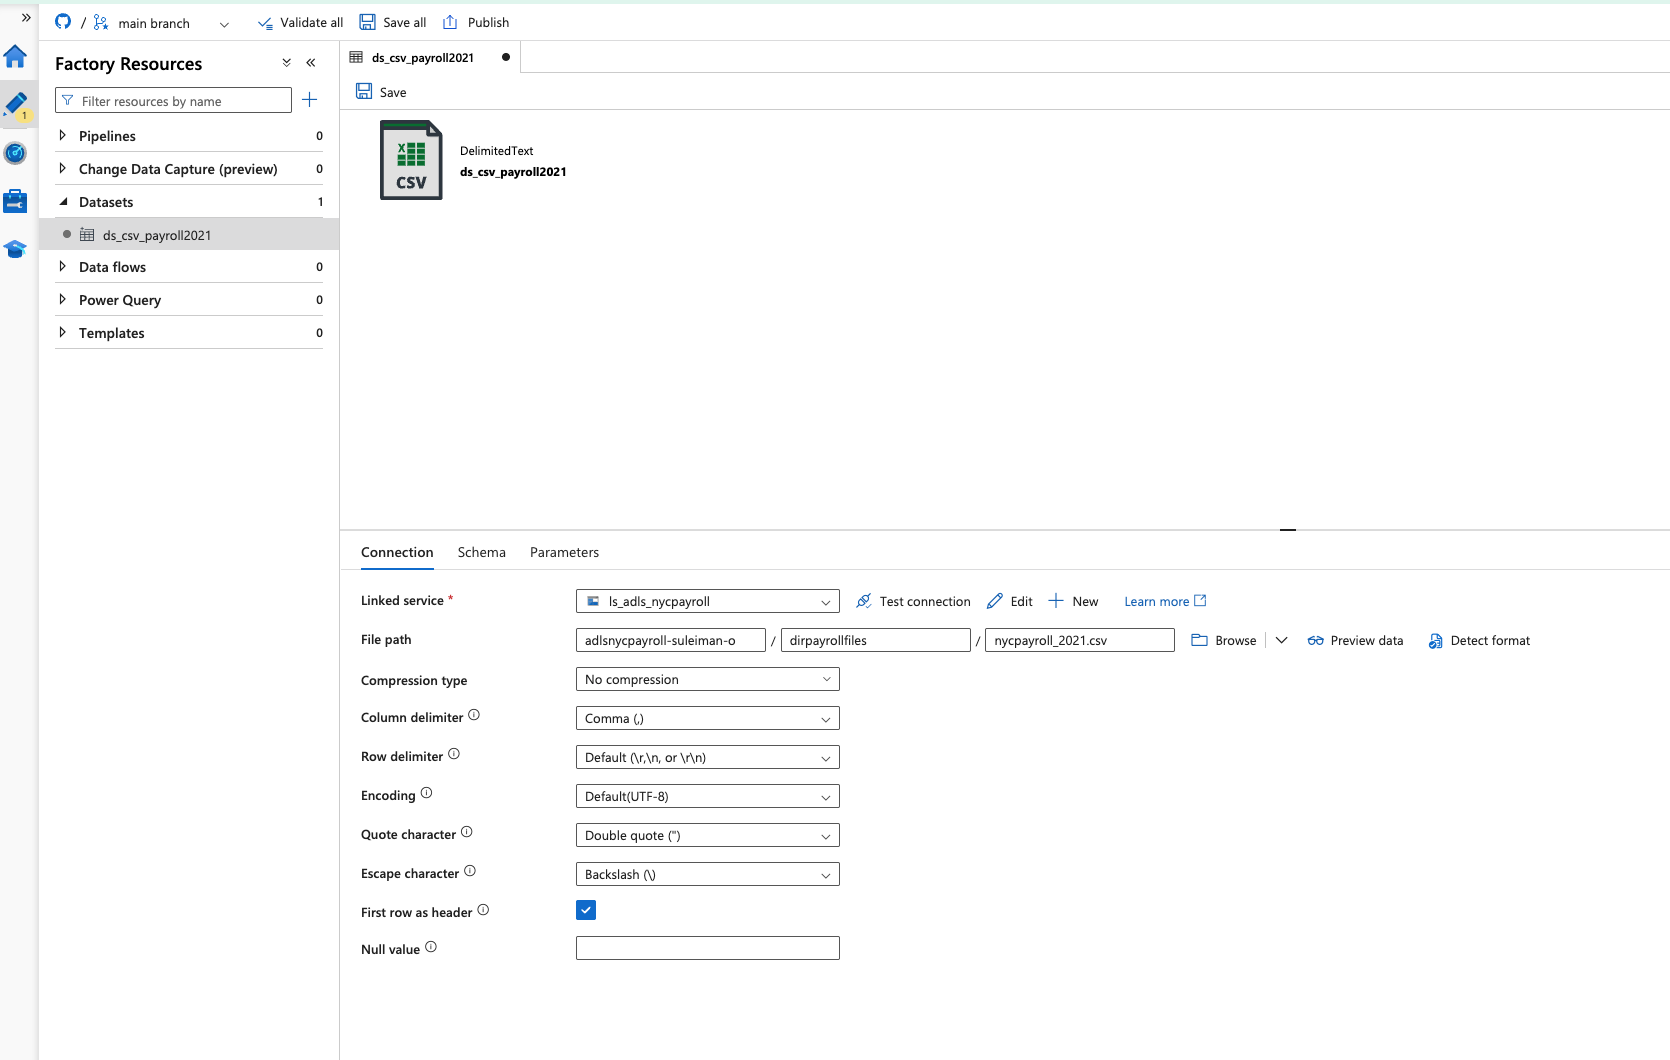 / main branch Validate all Save all Publish
Factory Resources
ds_csv_payroll2021
Filter resources by name
Save
1
Pipelines 0
Change Data Capture (preview) 0
Datasets 1
ds_csv_payroll2021
Data flows 0
Power Query 0
Templates 0
X
CSV
DelimitedText
ds_csv_payroll2021
Connection Schema Parameters
Linked service * ls_adls_nycpayroll Test connection Edit New Learn more
File path adlsnycpayroll-suleiman-o / dirpayrollfiles / nycpayroll_2021.csv Browse Preview data Detect format
Compression type No compression
Column delimiter Comma (,)
Row delimiter Default (\r,\n, or \r\n)
Encoding Default(UTF-8)
Quote character Double quote (")
Escape character Backslash (\)
First row as header
Null value